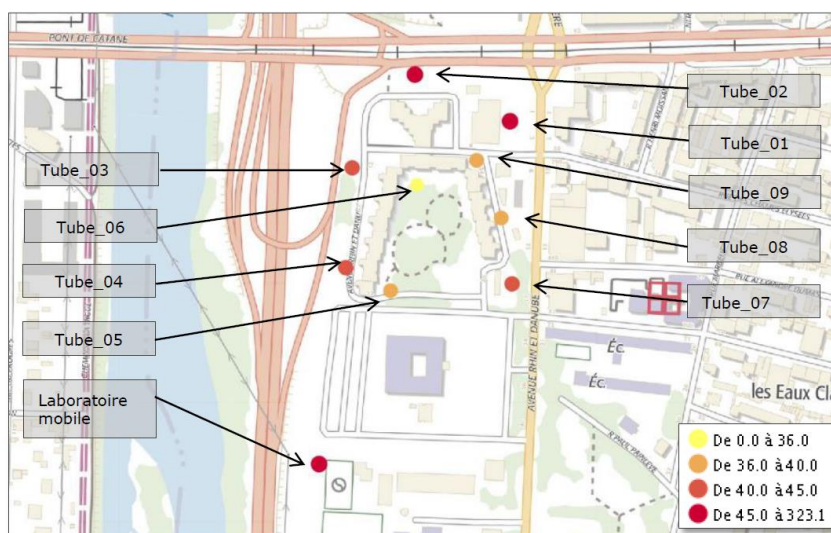 PONT DE CATANE
Tube_02
Tube_01
Tube_03
Tube_09
Tube_06
Tube_08
Tube_04
Tube_07
Tube_05
AVENUE RHIN ET DANUBE
Éc.
Éc.
les Eaux Cla
Laboratoire
mobile
De 0.0 à 36.0
De 36.0 à 40.0
De 40.0 à 45.0
De 45.0 à 323.1